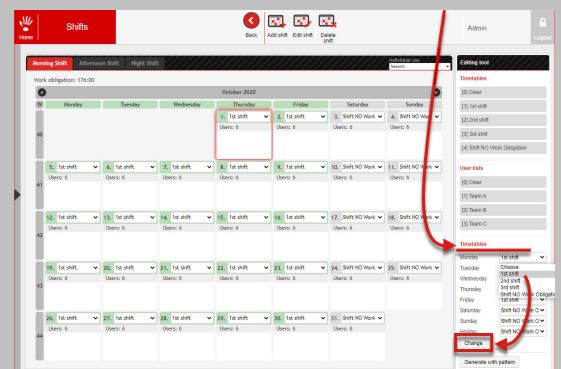 Home
Shifts
Back
Add shift
Edit shift
Delete shift
Admin
Logout
Morning Shift
Afternoon Shift
Night Shift
Individual use
Search:
Work obligation: 176:00
October 2020
W Monday Tuesday Wednesday Thursday Friday Saturday Sunday
40
1. 1st shift 2. 1st shift 3. Shift NO Work 4. Shift NO Work
Users: 6 Users: 6 Users: 6 Users: 6
41
5. 1st shift 6. 1st shift 7. 1st shift 8. 1st shift 9. 1st shift 10. Shift NO Work 11. Shift NO Work
Users: 6 Users: 6 Users: 6 Users: 6 Users: 6 Users: 6 Users: 6
42
12. 1st shift 13. 1st shift 14. 1st shift 15. 1st shift 16. 1st shift 17. Shift NO Work 18. Shift NO Work
Users: 6 Users: 6 Users: 6 Users: 6 Users: 6 Users: 6 Users: 6
43
19. 1st shift 20. 1st shift 21. 1st shift 22. 1st shift 23. 1st shift 24. Shift NO Work 25. Shift NO Work
Users: 6 Users: 6 Users: 6 Users: 6 Users: 6 Users: 6 Users: 6
44
26. 1st shift 27. 1st shift 28. 1st shift 29. 1st shift 30. 1st shift 31. Shift NO Work
Users: 6 Users: 6 Users: 6 Users: 6 Users: 6 Users: 6
Editing tool
Timetables
[0] Clear
[1] 1st shift
[2] 2nd shift
[3] 3rd shift
[4] Shift NO Work Obligation
User lists
[0] Clear
[1] Team A
[2] Team B
[3] Team C
Timetables
Monday 1st shift
Tuesday Choose
1st shift
Wednesday 2nd shift
Thursday 3rd shift
Shift NO Work Obligatio
Friday 1st shift
Saturday Shift NO Work O
Sunday Shift NO Work O
Holiday Shift NO Work O
Change
Generate with pattern